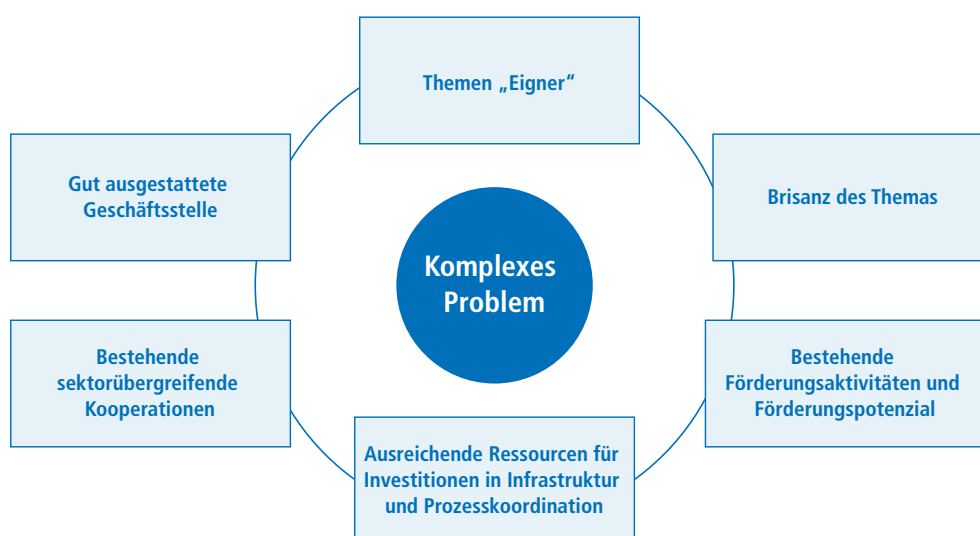 Themen „Eigner“
Gut ausgestattete
Geschäftsstelle
Brisanz des Themas
Komplexes
Problem
Bestehende
sektorübergreifende
Kooperationen
Bestehende
Förderungsaktivitäten und
Förderungspotenzial
Ausreichende Ressourcen für
Investitionen in Infrastruktur
und Prozesskoordination